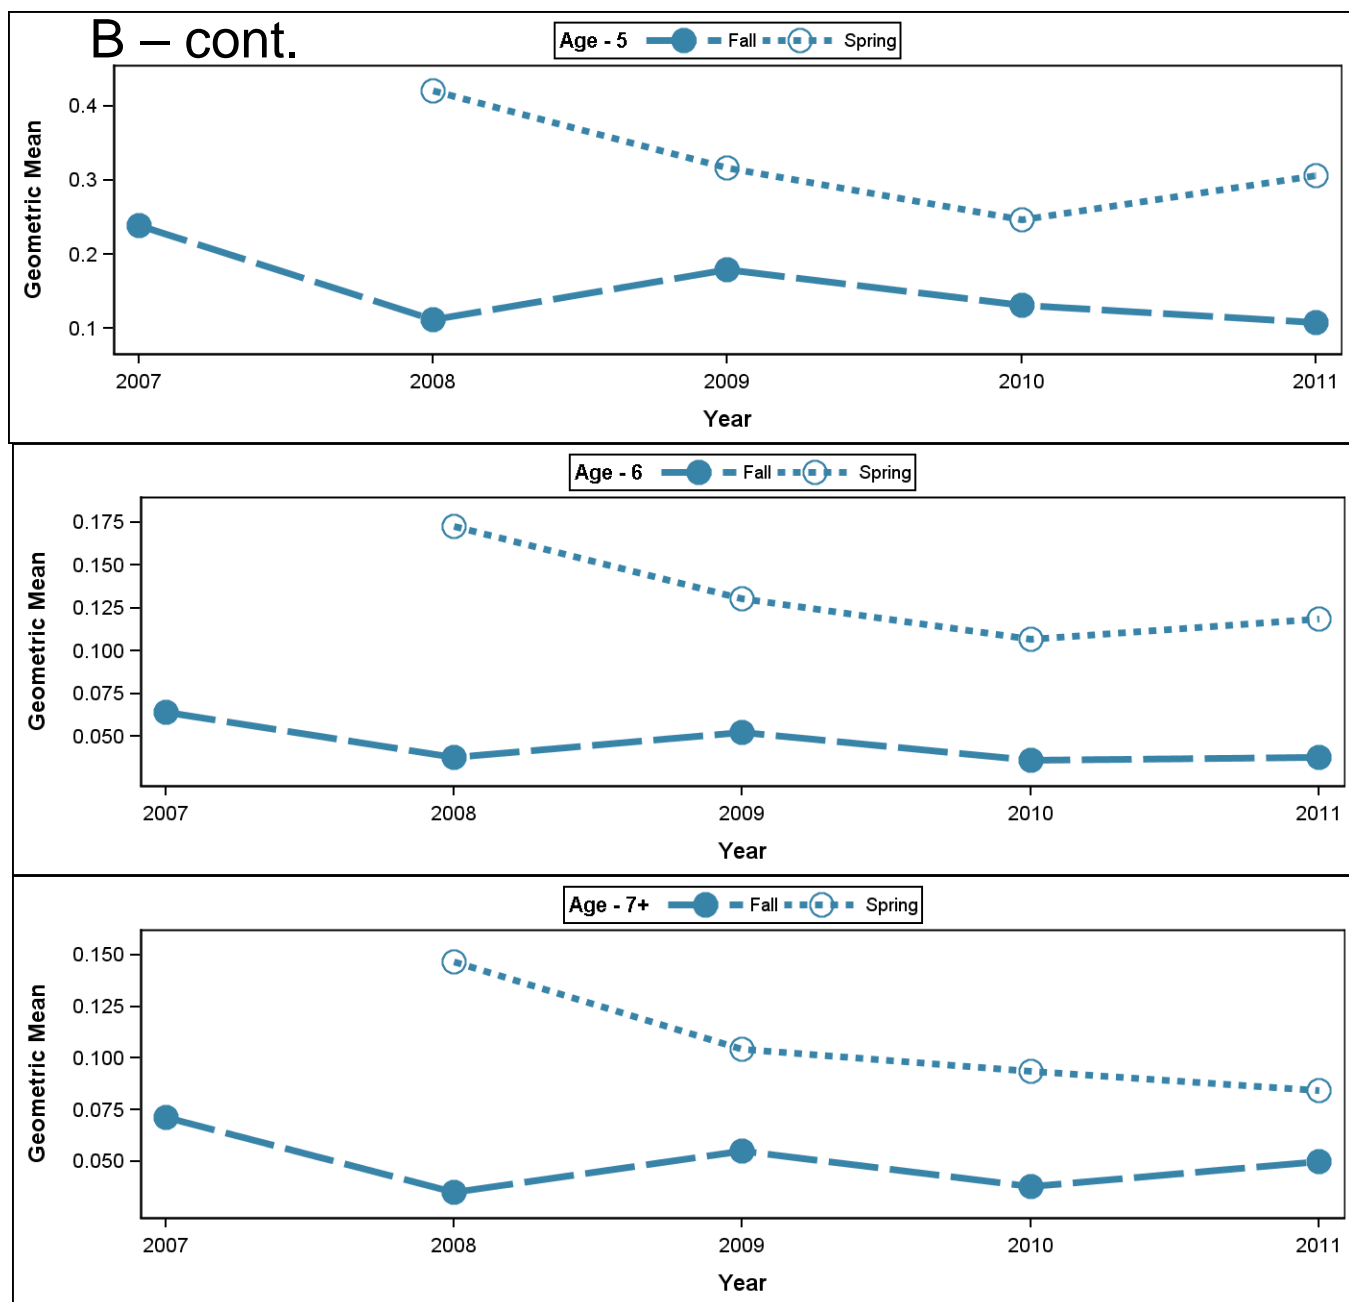 B – cont.
Age - 5 Fall Spring
Geometric Mean
0.4
0.3
0.2
0.1
2007 2008 2009 2010 2011
Year
Age - 6 Fall Spring
Geometric Mean
0.175
0.150
0.125
0.100
0.075
0.050
2007 2008 2009 2010 2011
Year
Age - 7+ Fall Spring
Geometric Mean
0.150
0.125
0.100
0.075
0.050
2007 2008 2009 2010 2011
Year